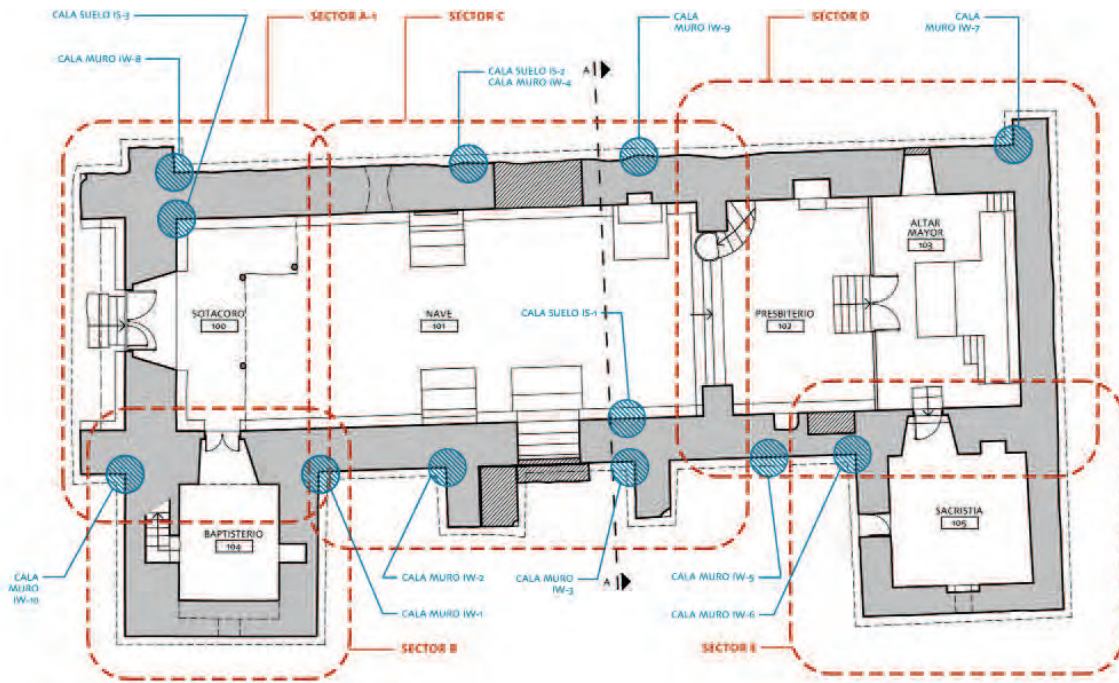 CALA SUELO IS-3
SECTOR A-1
SECTOR C
CALA
MURO IW-9
SECTOR D
CALA
MURO IW-7
CALA MURO IW-8
CALA SUELO IS-2
CALA MURO IW-4
A
ALTAR
MAYOR
103
SOTACORO
100
NAVE
101
CALA SUELO IS-1
PRESBITERIO
102
BAPTISTERIO
104
SACRISTIA
105
CALA
MURO
IW-10
CALA MURO IW-2
CALA MURO
IW-3
A
CALA MURO IW-5
CALA MURO IW-1
CALA MURO IW-6
SECTOR B
SECTOR E